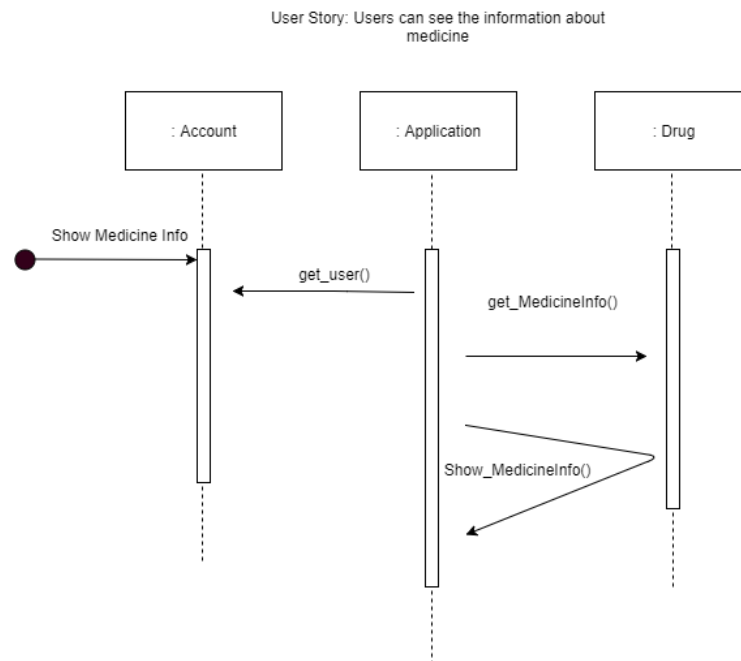 User Story: Users can see the information about
medicine
: Account
: Application
: Drug
Show Medicine Info
get_user()
get_MedicineInfo()
Show_MedicineInfo()